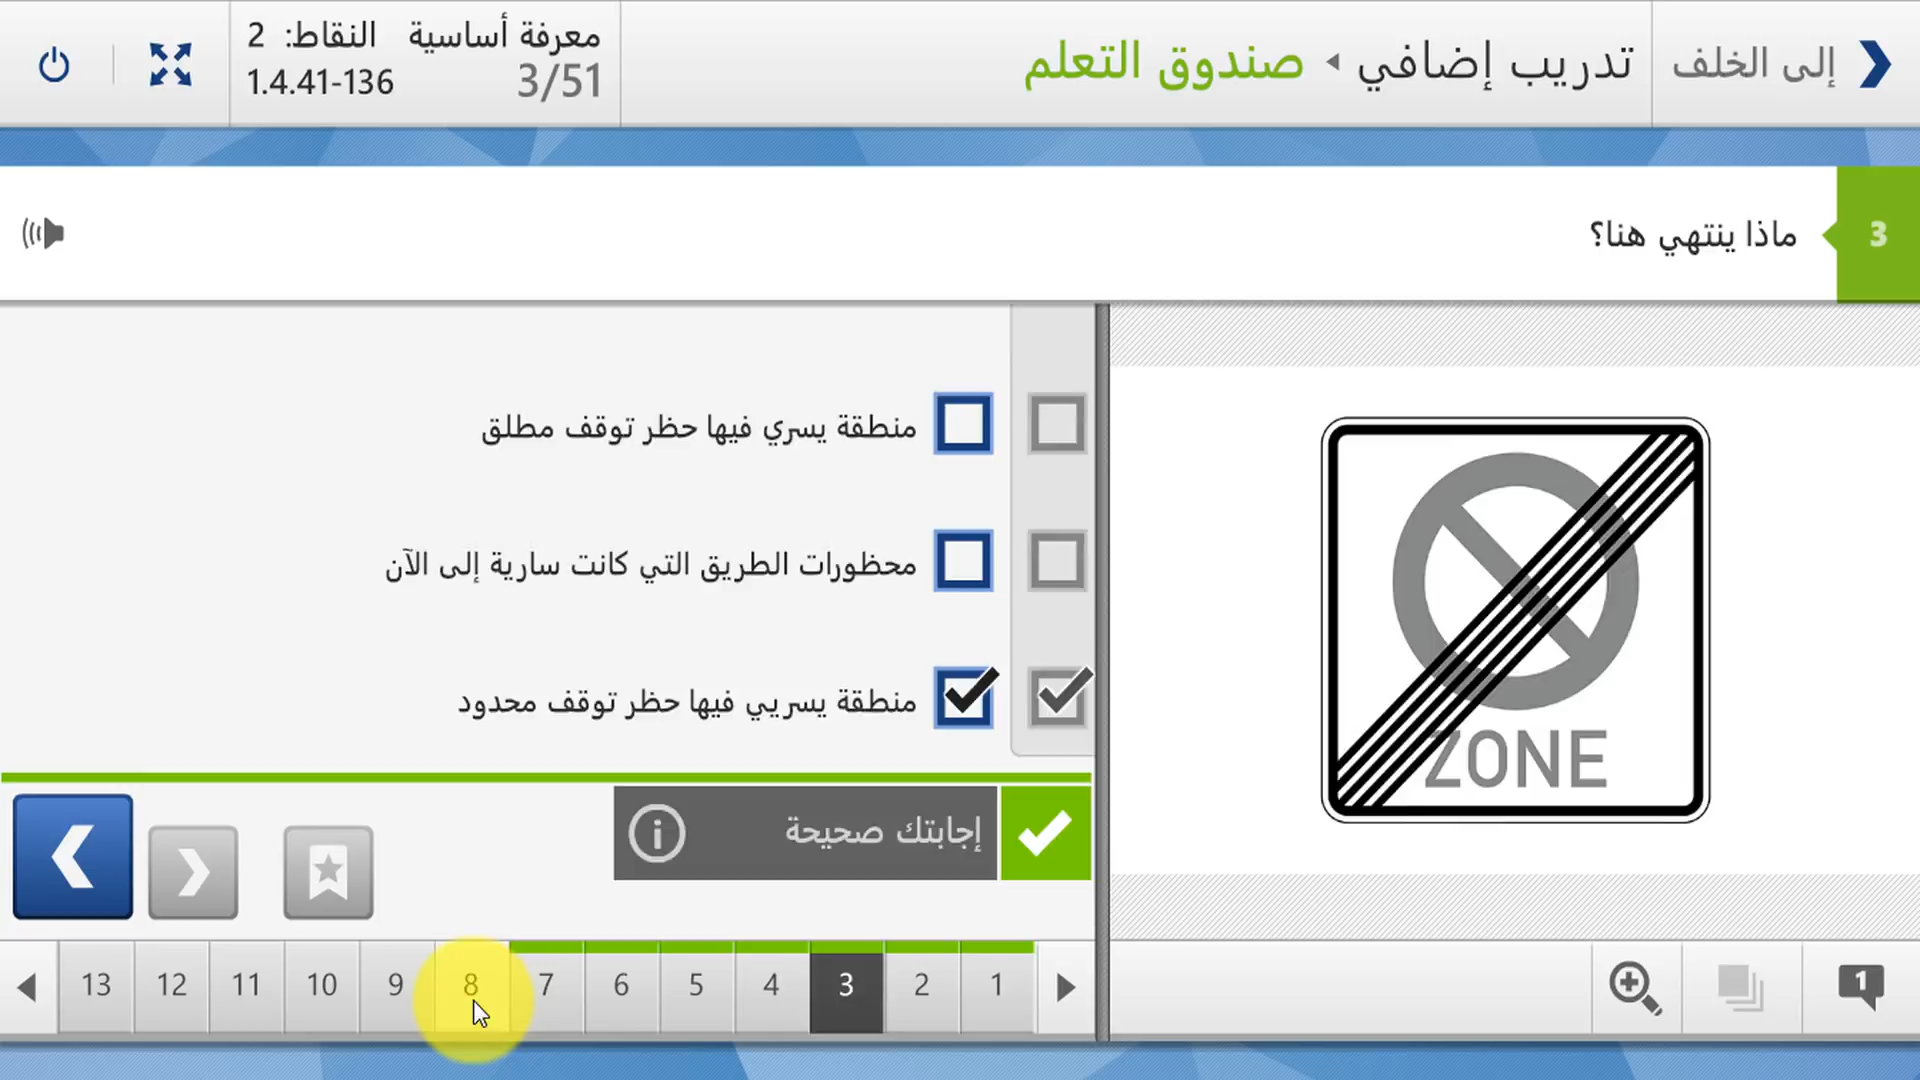 إلى الخلف
تدريب إضافي
صندوق التعلم
معرفة أساسية
3/51
النقاط: 2
1.4.41-136
3
ماذا ينتهي هنا؟
منطقة يسري فيها حظر توقف مطلق
محظورات الطريق التي كانت سارية إلى الآن
منطقة يسريي فيها حظر توقف محدود
ZONE
إجابتك صحيحة
1 2 3 4 5 6 7 8 9 10 11 12 13
1